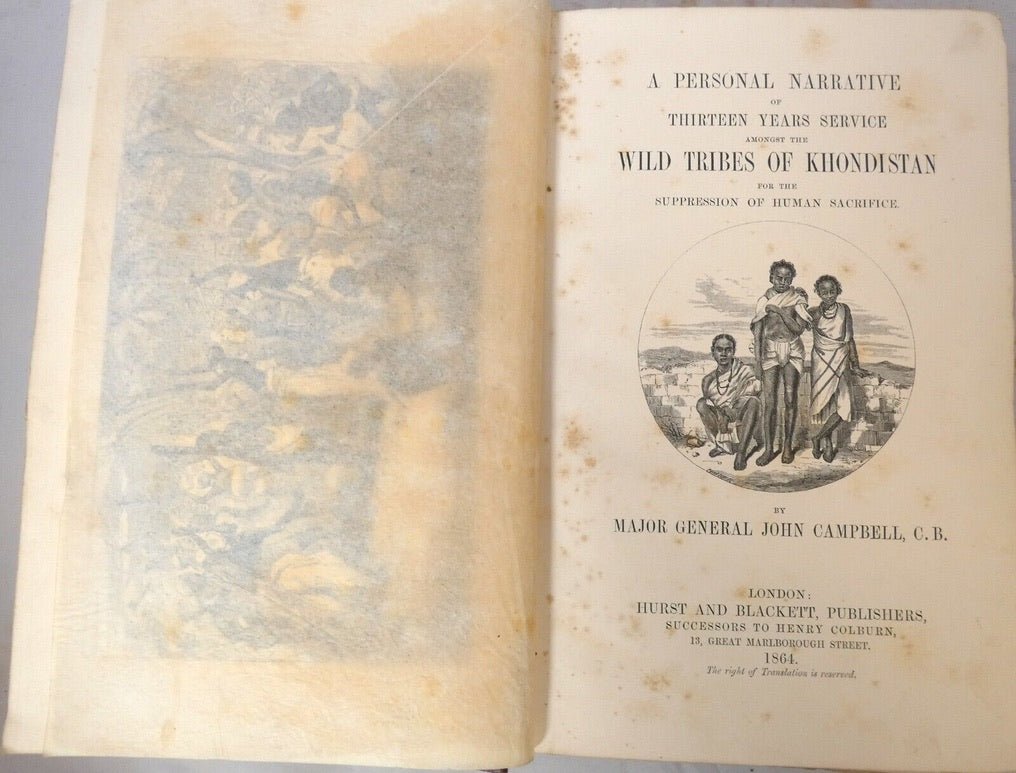 A PERSONAL NARRATIVE
OF
THIRTEEN YEARS SERVICE
AMONGST THE
WILD TRIBES OF KHONDISTAN
FOR THE
SUPPRESSION OF HUMAN SACRIFICE.
BY
MAJOR GENERAL JOHN CAMPBELL, C. B.
LONDON:
HURST AND BLACKETT, PUBLISHERS,
SUCCESSORS TO HENRY COLBURN,
13, GREAT MARLBOROUGH STREET.
1864.
The right of Translation is reserved.